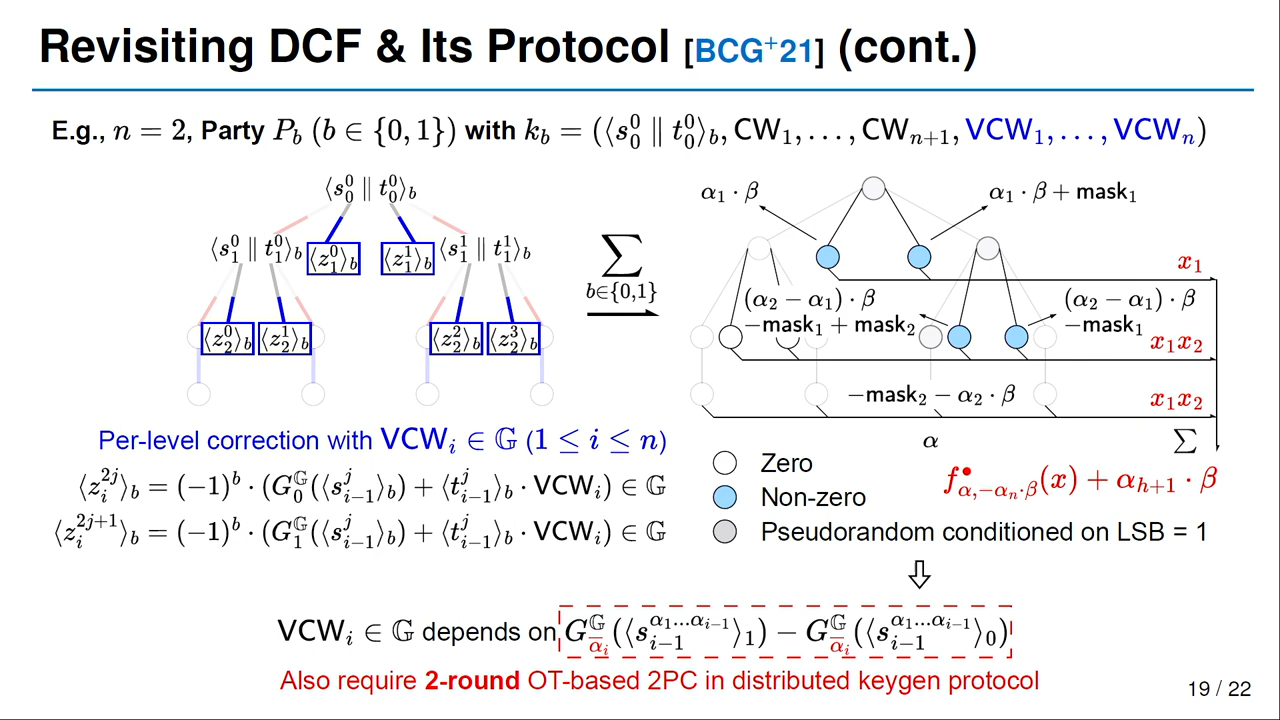 Revisiting DCF & Its Protocol [BCG⁺21] (cont.)
E.g., n = 2, Party P_b (b ∈ {0, 1}) with k_b = (⟨s_0^0 ∥ t_0^0⟩_b, CW_1, . . . , CW_{n+1}, VCW_1, . . . , VCW_n)
⟨s_0^0 ∥ t_0^0⟩_b
⟨s_1^0 ∥ t_1^0⟩_b ⟨z_1^0⟩_b ⟨z_1^1⟩_b ⟨s_1^1 ∥ t_1^1⟩_b
⟨z_2^0⟩_b ⟨z_2^1⟩_b ⟨z_2^2⟩_b ⟨z_2^3⟩_b
∑
b∈{0,1}
α_1 · β
α_1 · β + mask_1
x_1
(α_2 − α_1) · β
−mask_1 + mask_2
(α_2 − α_1) · β
−mask_1
x_1x_2
−mask_2 − α_2 · β
x_1x_2
α
∑
f^•_{α,−α_n·β}(x) + α_{h+1} · β
Per-level correction with VCW_i ∈ 𝔾 (1 ≤ i ≤ n)
⟨z_i^{2j}⟩_b = (−1)^b · (G_0^𝔾(⟨s_{i−1}^j⟩_b) + ⟨t_{i−1}^j⟩_b · VCW_i) ∈ 𝔾
⟨z_i^{2j+1}⟩_b = (−1)^b · (G_1^𝔾(⟨s_{i−1}^j⟩_b) + ⟨t_{i−1}^j⟩_b · VCW_i) ∈ 𝔾
Zero
Non-zero
Pseudorandom conditioned on LSB = 1
VCW_i ∈ 𝔾 depends on G^𝔾_{\overline{α}_i}(⟨s_{i−1}^{α_1...α_{i−1}}⟩_1) − G^𝔾_{\overline{α}_i}(⟨s_{i−1}^{α_1...α_{i−1}}⟩_0)
Also require 2-round OT-based 2PC in distributed keygen protocol
19 / 22